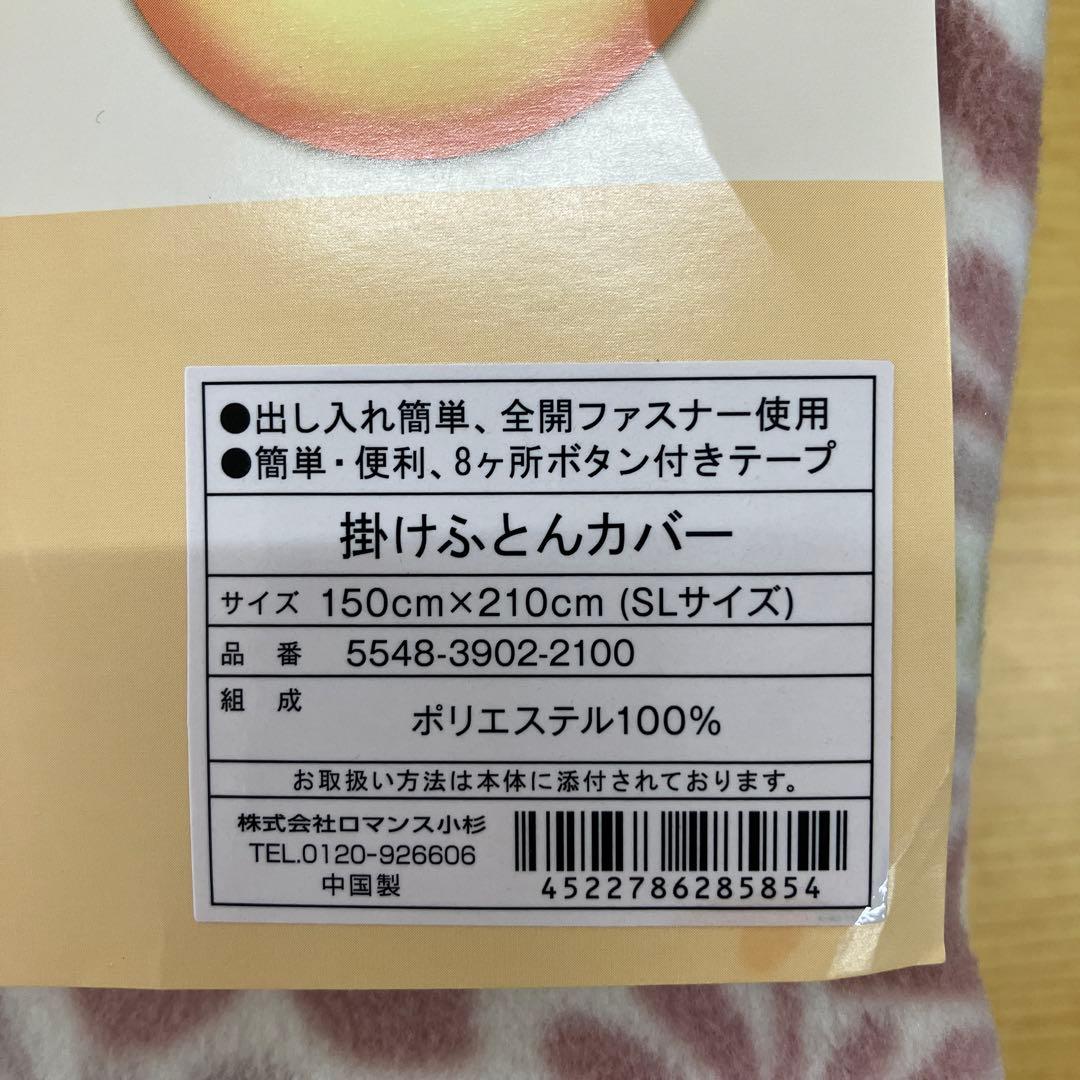 ●出し入れ簡単、全開ファスナー使用
●簡単・便利、8ヶ所ボタン付きテープ
掛けふとんカバー
サイズ 150cm×210cm (SLサイズ)
品番 5548-3902-2100
組成 ポリエステル100%
お取扱い方法は本体に添付されております。
株式会社ロマンス小杉
TEL.0120-926606
中国製
4522786285854